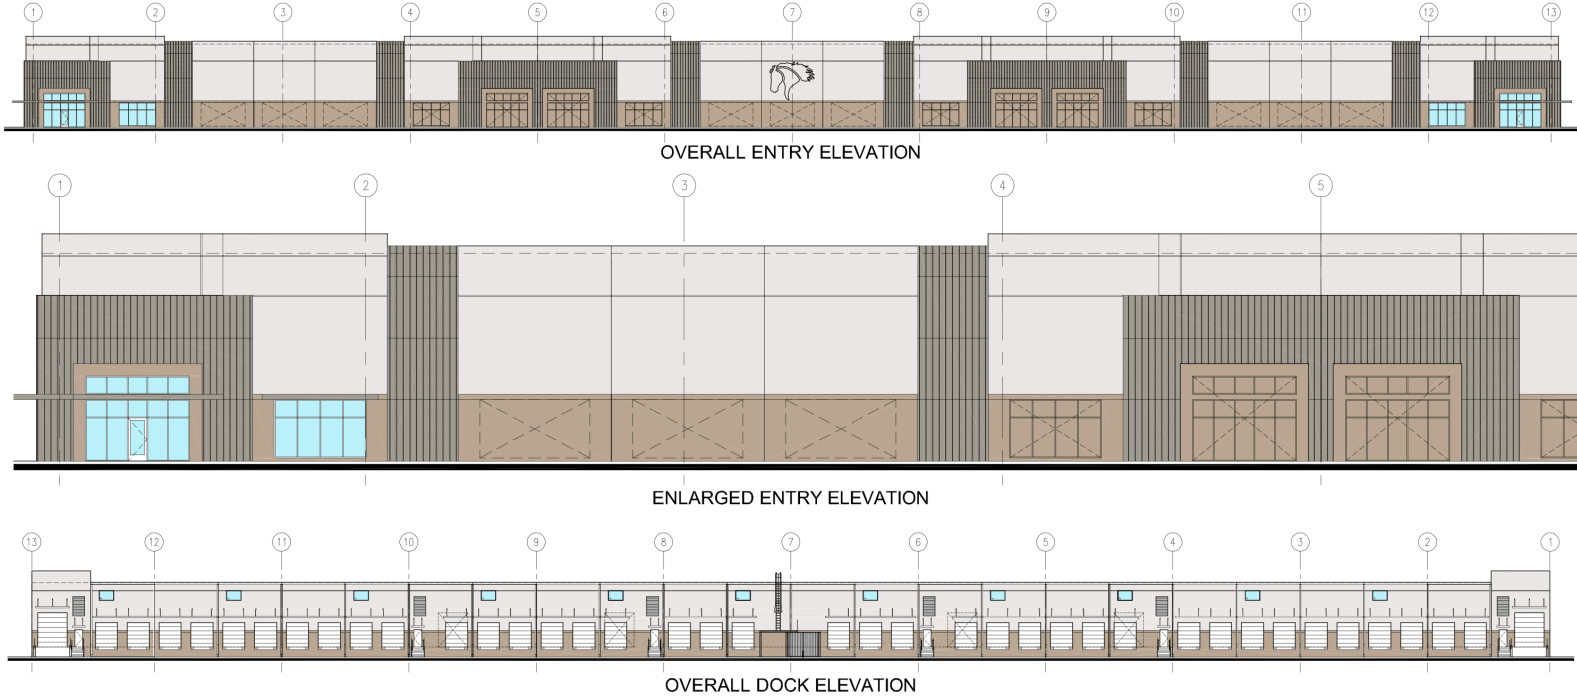 1 2 3 4 5 6 7 8 9 10 11 12 13
OVERALL ENTRY ELEVATION
1 2 3 4 5
ENLARGED ENTRY ELEVATION
13 12 11 10 9 8 7 6 5 4 3 2 1
OVERALL DOCK ELEVATION